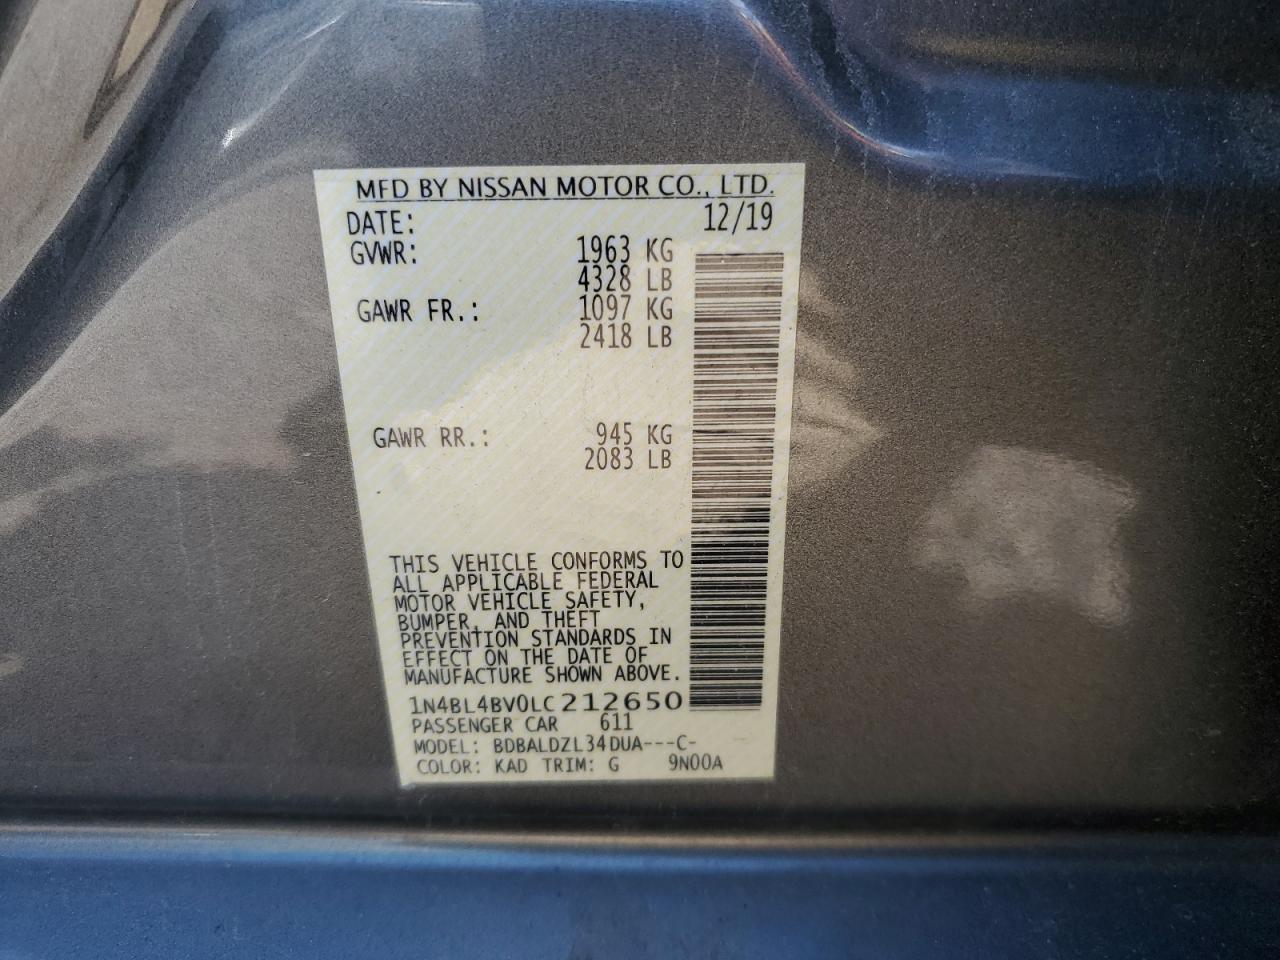 MFD BY NISSAN MOTOR CO., LTD.
DATE: 12/19
GVWR: 1963 KG
4328 LB
GAWR FR.: 1097 KG
2418 LB
GAWR RR.: 945 KG
2083 LB
THIS VEHICLE CONFORMS TO
ALL APPLICABLE FEDERAL
MOTOR VEHICLE SAFETY,
BUMPER, AND THEFT
PREVENTION STANDARDS IN
EFFECT ON THE DATE OF
MANUFACTURE SHOWN ABOVE.
1N4BL4BV0LC212650
PASSENGER CAR 611
MODEL: BDBALDZL34DUA---C-
COLOR: KAD TRIM: G 9N00A